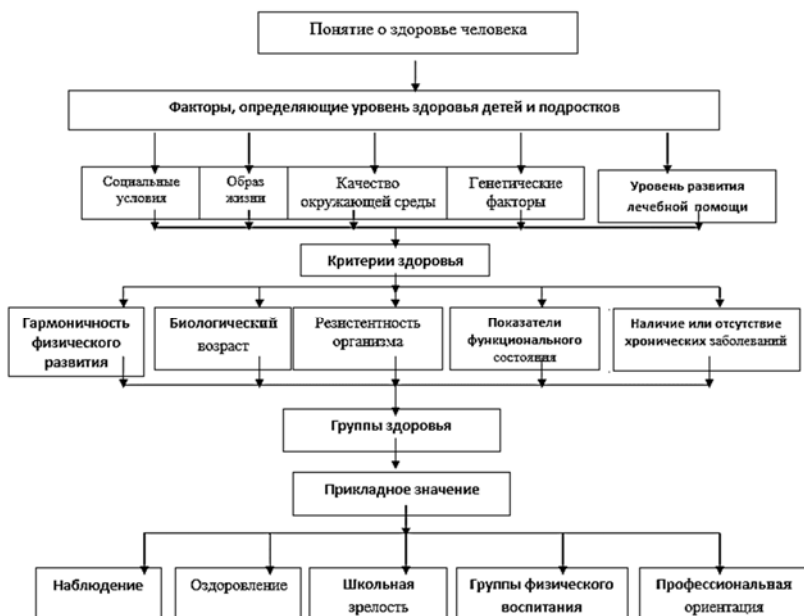 Понятие о здоровье человека
Факторы, определяющие уровень здоровья детей и подростков
Социальные
условия
Образ
жизни
Качество
окружающей среды
Генетические
факторы
Уровень развития
лечебной помощи
Критерии здоровья
Гармоничность
физического
развития
Биологический
возраст
Резистентность
организма
Показатели
функционального
состояния
Наличие или отсутствие
хронических заболеваний
Группы здоровья
Прикладное значение
Наблюдение
Оздоровление
Школьная
зрелость
Группы физического
воспитания
Профессиональная
ориентация